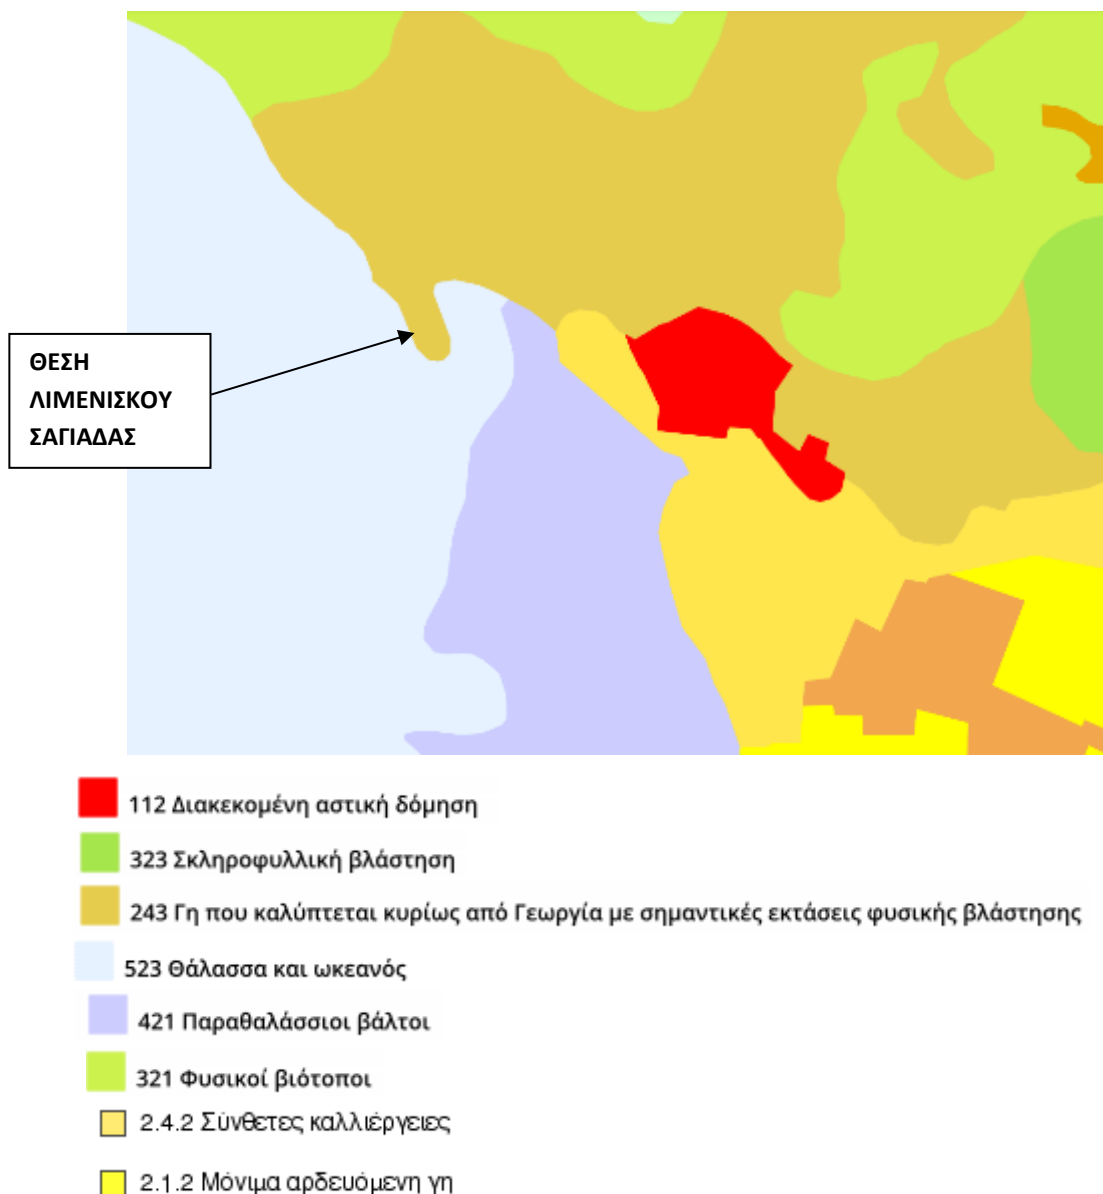 ΘΕΣΗ
ΛΙΜΕΝΙΣΚΟΥ
ΣΑΓΙΑΔΑΣ
112 Διακεκομένη αστική δόμηση
323 Σκληροφυλλική βλάστηση
243 Γη που καλύπτεται κυρίως από Γεωργία με σημαντικές εκτάσεις φυσικής βλάστησης
523 Θάλασσα και ωκεανός
421 Παραθαλάσσιοι βάλτοι
321 Φυσικοί βιότοποι
2.4.2 Σύνθετες καλλιέργειες
2.1.2 Μόνιμα αρδευόμενη γη